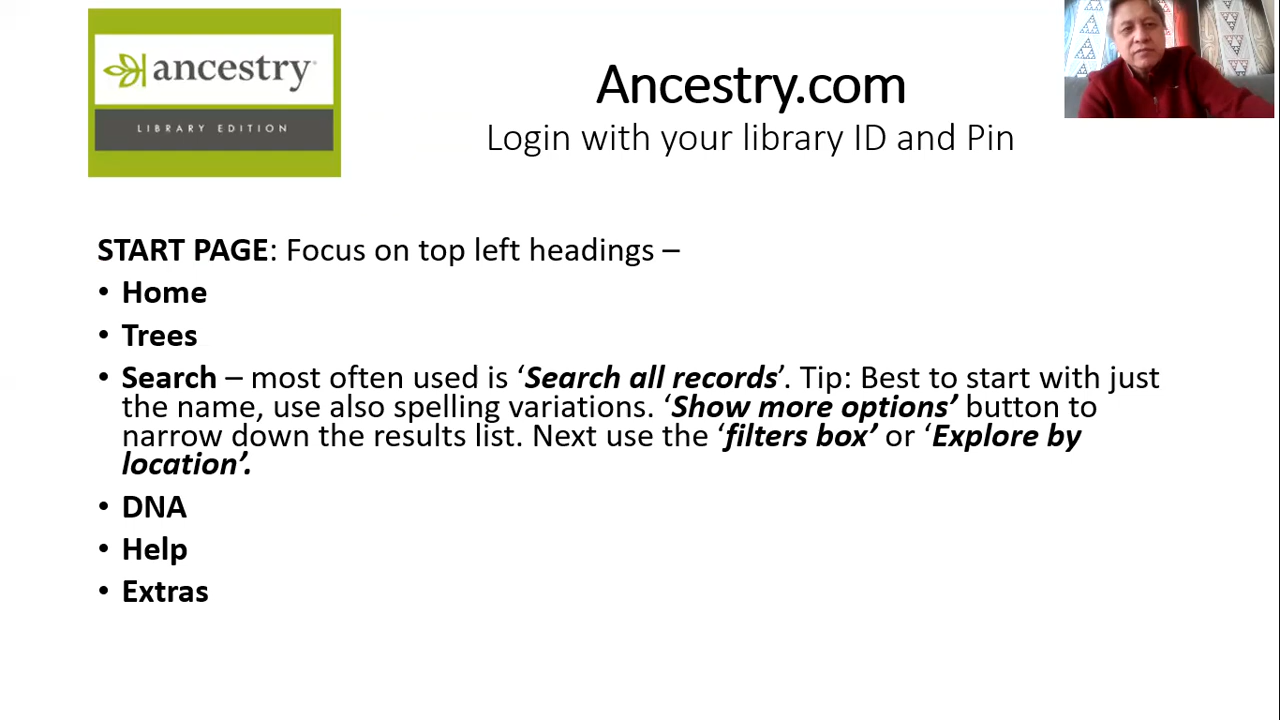 ancestry
LIBRARY EDITION
Ancestry.com
Login with your library ID and Pin
START PAGE: Focus on top left headings –
• Home
• Trees
• Search – most often used is ‘Search all records’. Tip: Best to start with just
the name, use also spelling variations. ‘Show more options’ button to
narrow down the results list. Next use the ‘filters box’ or ‘Explore by
location’.
• DNA
• Help
• Extras